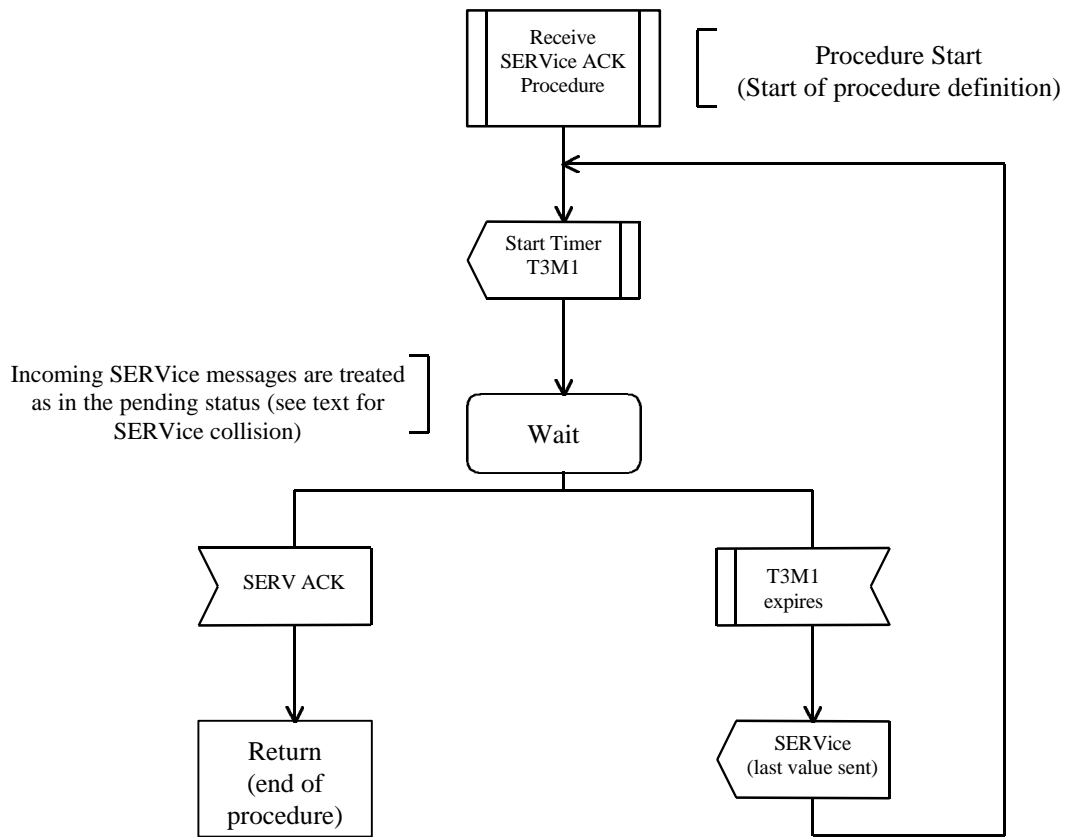 Receive
SERVice ACK
Procedure
Procedure Start
(Start of procedure definition)
Start Timer
T3M1
Incoming SERVice messages are treated
as in the pending status (see text for
SERVice collision)
Wait
SERV ACK
T3M1
expires
Return
(end of
procedure)
SERVice
(last value sent)